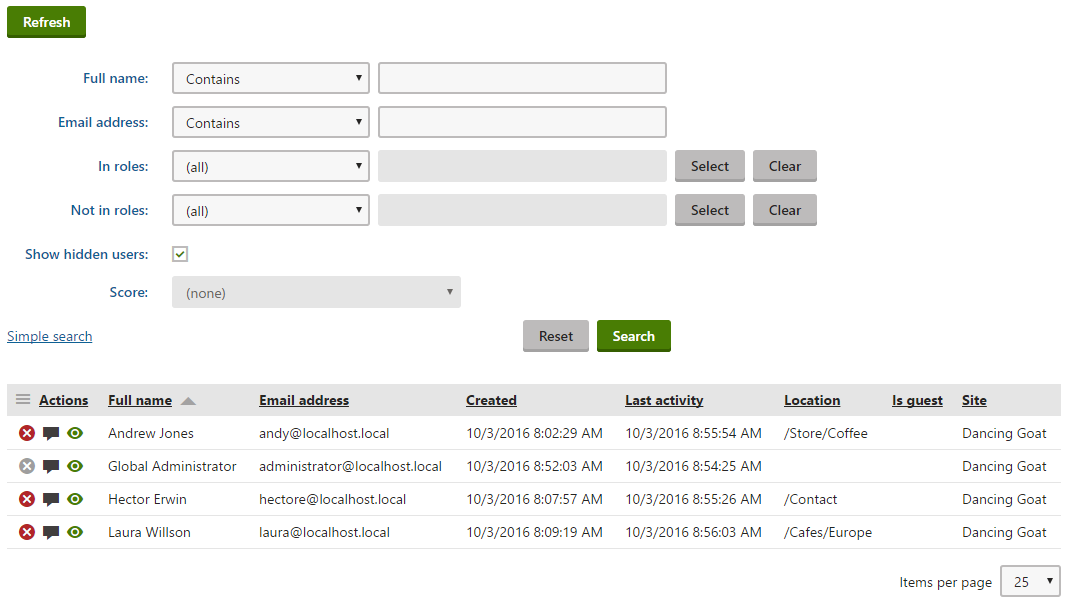 Refresh
Full name: Contains
Email address: Contains
In roles: (all) Select Clear
Not in roles: (all) Select Clear
Show hidden users:
Score: (none)
Simple search Reset Search
Actions Full name Email address Created Last activity Location Is guest Site
Andrew Jones andy@localhost.local 10/3/2016 8:02:29 AM 10/3/2016 8:55:54 AM /Store/Coffee Dancing Goat
Global Administrator administrator@localhost.local 10/3/2016 8:52:03 AM 10/3/2016 8:54:25 AM Dancing Goat
Hector Erwin hectore@localhost.local 10/3/2016 8:07:57 AM 10/3/2016 8:55:26 AM /Contact Dancing Goat
Laura Willson laura@localhost.local 10/3/2016 8:09:19 AM 10/3/2016 8:56:03 AM /Cafes/Europe Dancing Goat
Items per page 25